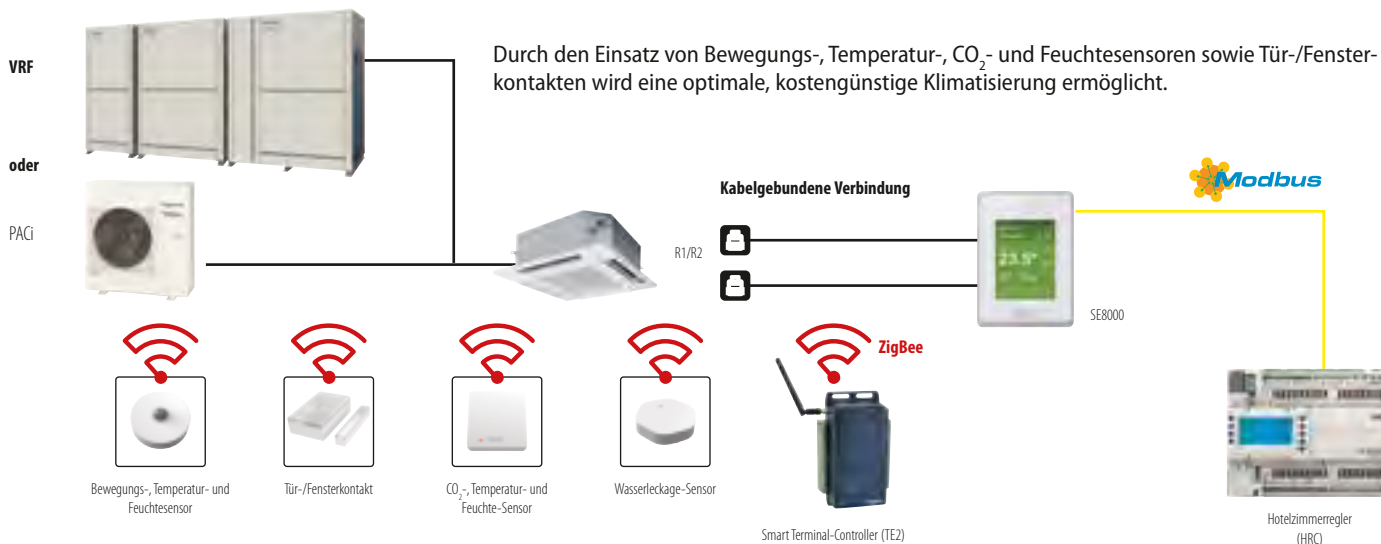 Durch den Einsatz von Bewegungs-, Temperatur-, CO₂- und Feuchtesensoren sowie Tür-/Fenster-
kontakten wird eine optimale, kostengünstige Klimatisierung ermöglicht.
VRF
oder
PACi
Kabelgebundene Verbindung
R1/R2
Modbus
23.5°
SE8000
ZigBee
Bewegungs-, Temperatur- und
Feuchtesensor
Tür-/Fensterkontakt
CO₂-, Temperatur- und
Feuchte-Sensor
Wasserleckage-Sensor
Smart Terminal-Controller (TE2)
Hotelzimmerregler
(HRC)